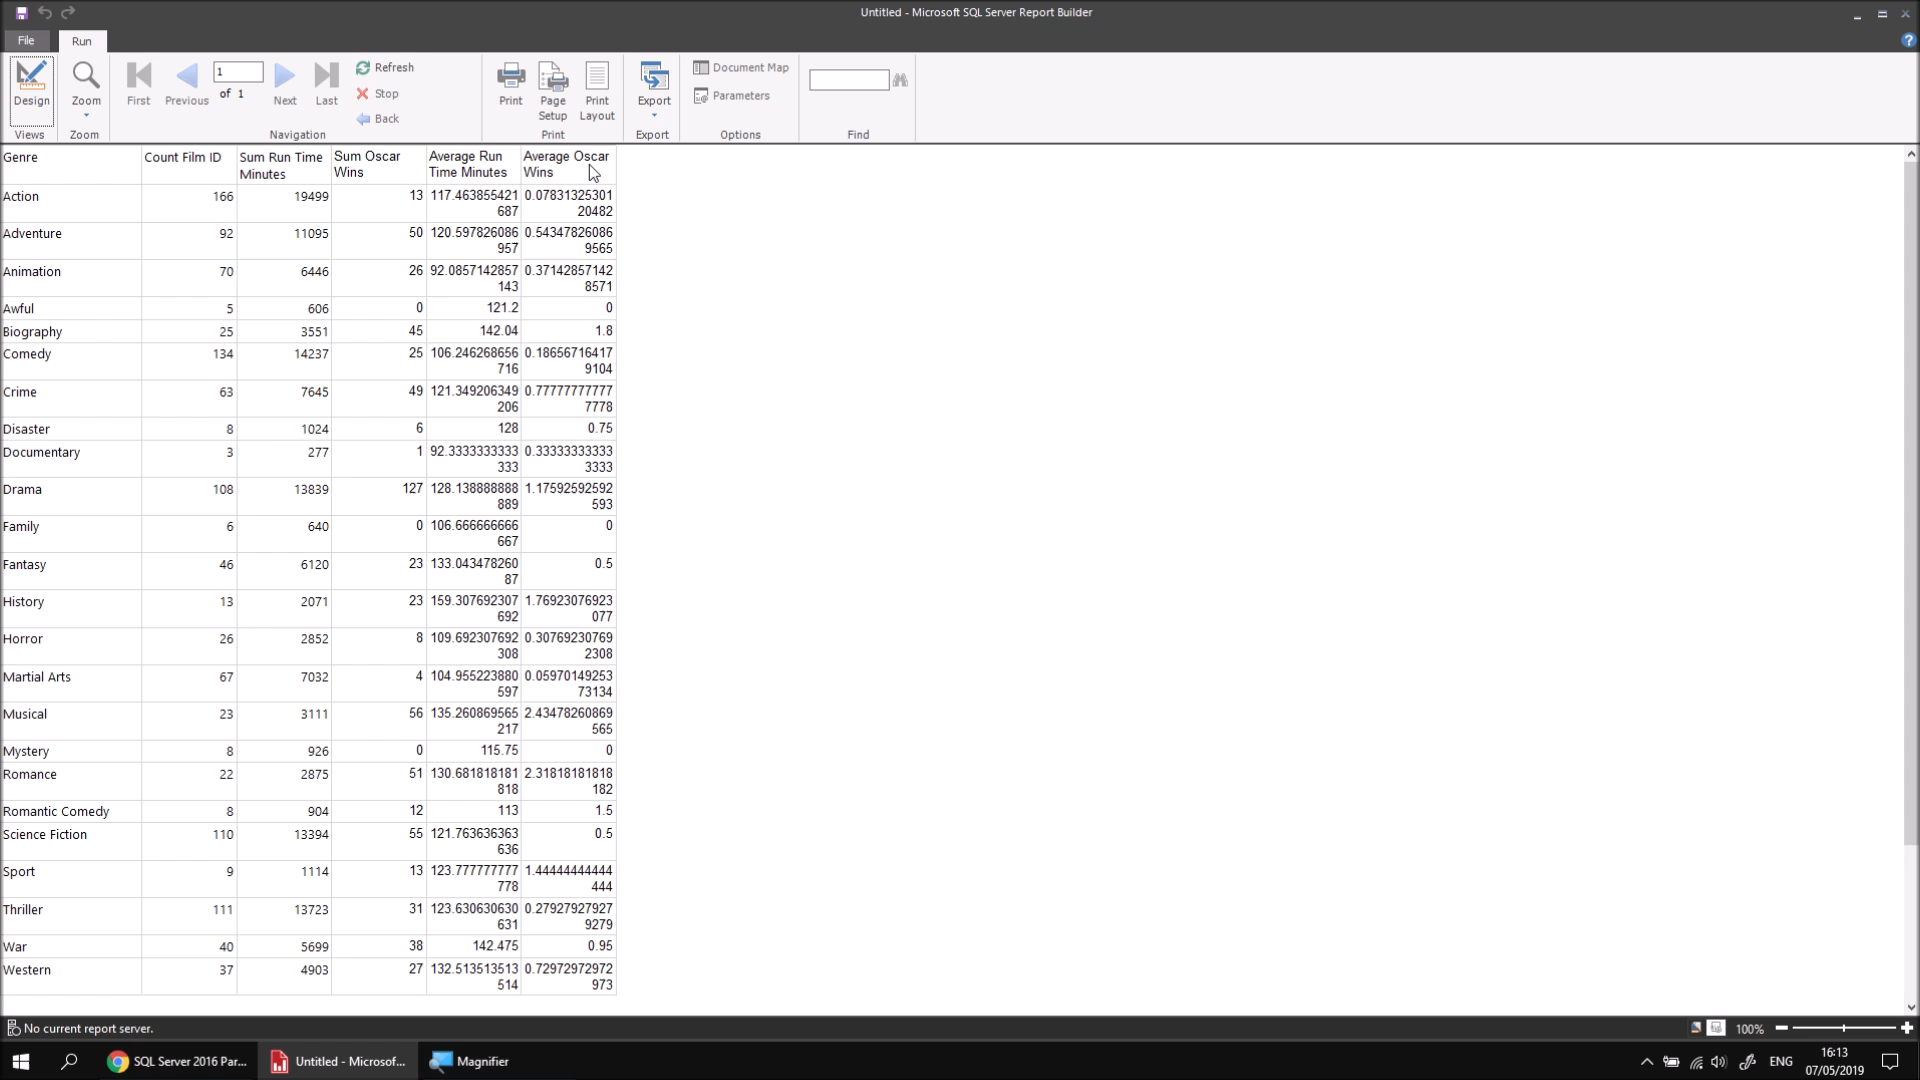 Untitled - Microsoft SQL Server Report Builder
File
Run
Design
Zoom
First
Previous
1
of 1
Next
Last
Refresh
Stop
Back
Print
Page Setup
Print Layout
Export
Document Map
Parameters
Views
Zoom
Navigation
Print
Export
Options
Find
Genre Count Film ID Sum Run Time Sum Oscar Average Run Average Oscar
Minutes Wins Time Minutes Wins
Action 166 19499 13 117.463855421 0.07831325301
687 20482
Adventure 92 11095 50 120.597826086 0.54347826086
957 9565
Animation 70 6446 26 92.0857142857 0.37142857142
143 8571
Awful 5 606 0 121.2 0
Biography 25 3551 45 142.04 1.8
Comedy 134 14237 25 106.246268656 0.18656716417
716 9104
Crime 63 7645 49 121.349206349 0.77777777777
206 7778
Disaster 8 1024 6 128 0.75
Documentary 3 277 1 92.3333333333 0.33333333333
333 3333
Drama 108 13839 127 128.138888888 1.17592592592
889 593
Family 6 640 0 106.666666666 0
667
Fantasy 46 6120 23 133.043478260 0.5
87
History 13 2071 23 159.307692307 1.76923076923
692 077
Horror 26 2852 8 109.692307692 0.30769230769
308 2308
Martial Arts 67 7032 4 104.955223880 0.05970149253
597 73134
Musical 23 3111 56 135.260869565 2.43478260869
217 565
Mystery 8 926 0 115.75 0
Romance 22 2875 51 130.681818181 2.31818181818
818 182
Romantic Comedy 8 904 12 113 1.5
Science Fiction 110 13394 55 121.763636363 0.5
636
Sport 9 1114 13 123.777777777 1.44444444444
778 444
Thriller 111 13723 31 123.630630630 0.27927927927
631 9279
War 40 5699 38 142.475 0.95
Western 37 4903 27 132.513513513 0.72972972972
514 973
No current report server.
100%
SQL Server 2016 Par...
Untitled - Microsof...
Magnifier
ENG
16:13
07/05/2019